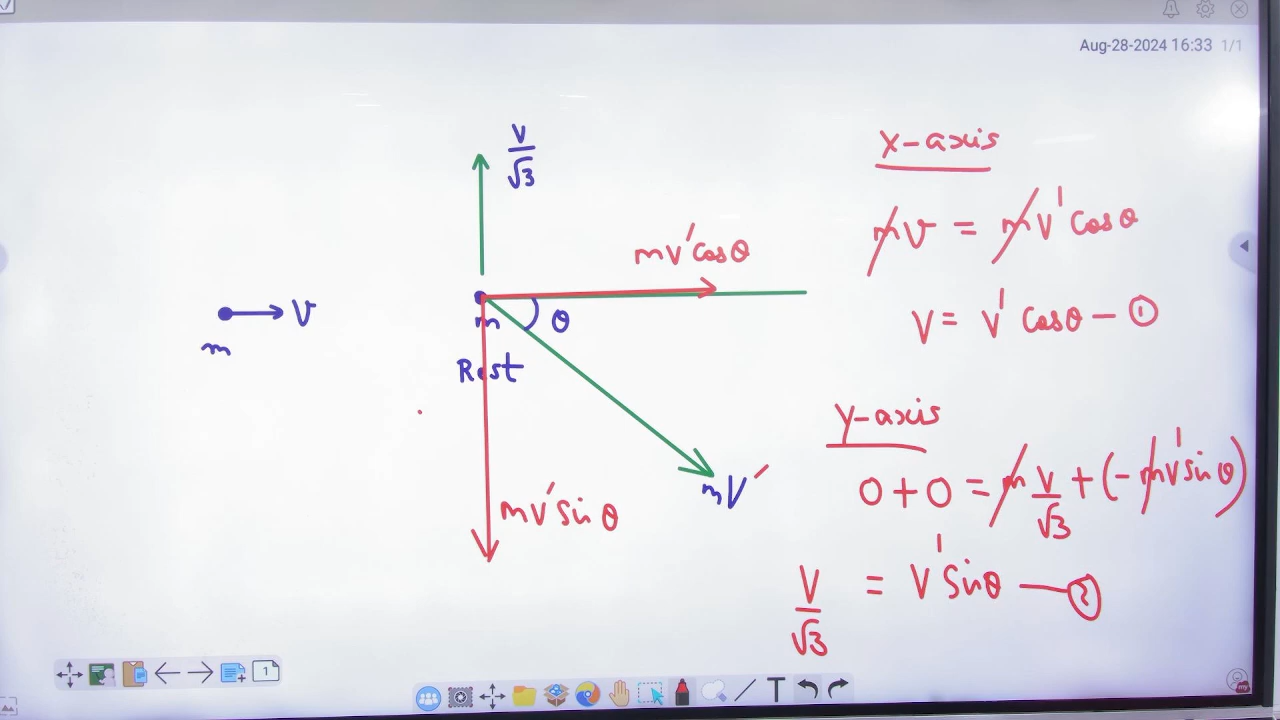 Aug-28-2024 16:33 1/1
V/√3
mv'cosθ
m
V
m
θ
Rest
mV'
mv'sinθ
x-axis
mv = mv'cosθ
V = V' cosθ — ①
y-axis
0+0 = m V/√3 + (-mv'sinθ)
V/√3 = V'sinθ — ②
1
T